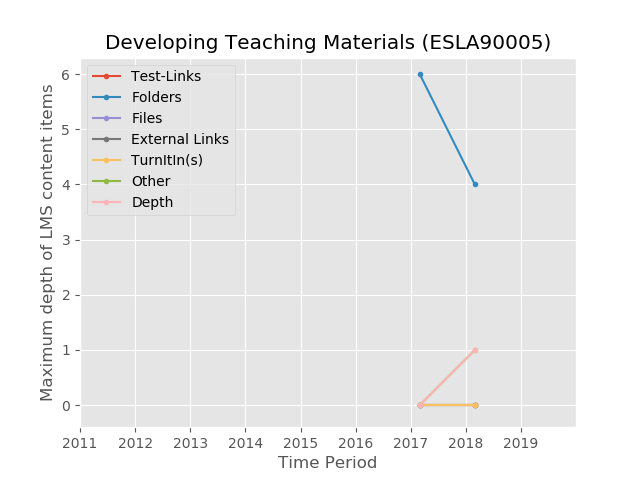 Developing Teaching Materials (ESLA90005)
Test-Links
Folders
Files
External Links
TurnItIn(s)
Other
Depth
Maximum depth of LMS content items
6
5
4
3
2
1
0
2011 2012 2013 2014 2015 2016 2017 2018 2019
Time Period